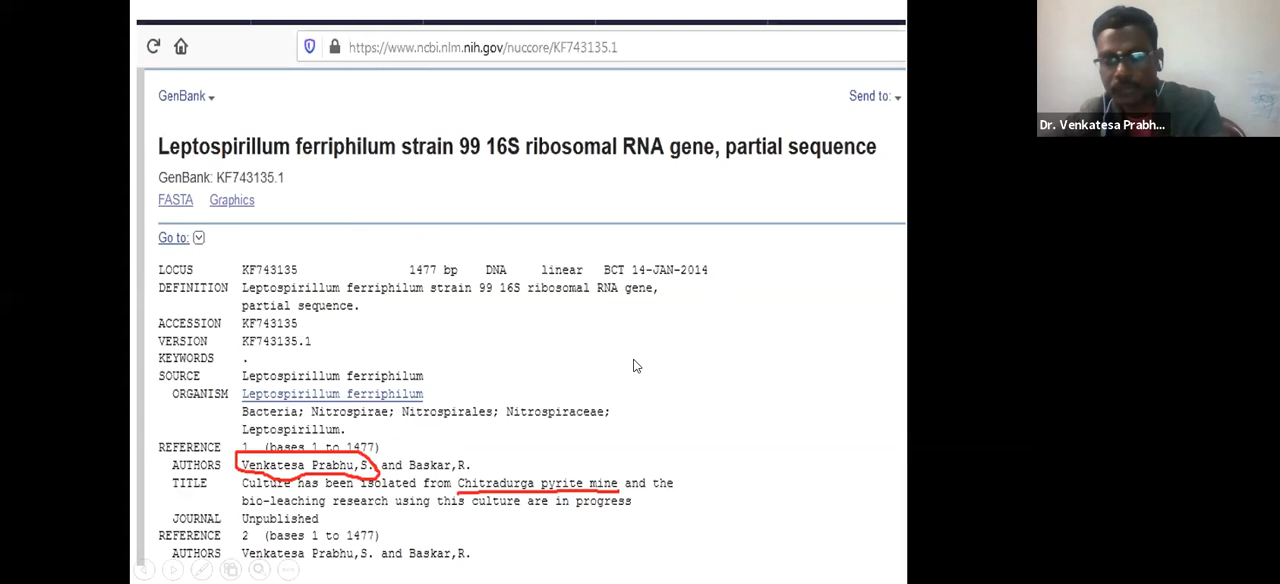 https://www.ncbi.nlm.nih.gov/nuccore/KF743135.1
GenBank
Send to:
Leptospirillum ferriphilum strain 99 16S ribosomal RNA gene, partial sequence
GenBank: KF743135.1
FASTA Graphics
Go to:
LOCUS KF743135 1477 bp DNA linear BCT 14-JAN-2014
DEFINITION Leptospirillum ferriphilum strain 99 16S ribosomal RNA gene,
partial sequence.
ACCESSION KF743135
VERSION KF743135.1
KEYWORDS .
SOURCE Leptospirillum ferriphilum
ORGANISM Leptospirillum ferriphilum
Bacteria; Nitrospirae; Nitrospirales; Nitrospiraceae;
Leptospirillum.
REFERENCE 1 (bases 1 to 1477)
AUTHORS Venkatesa Prabhu,S. and Baskar,R.
TITLE Culture has been isolated from Chitradurga pyrite mine and the
bio-leaching research using this culture are in progress
JOURNAL Unpublished
REFERENCE 2 (bases 1 to 1477)
AUTHORS Venkatesa Prabhu,S. and Baskar,R.
Dr. Venkatesa Prabh...